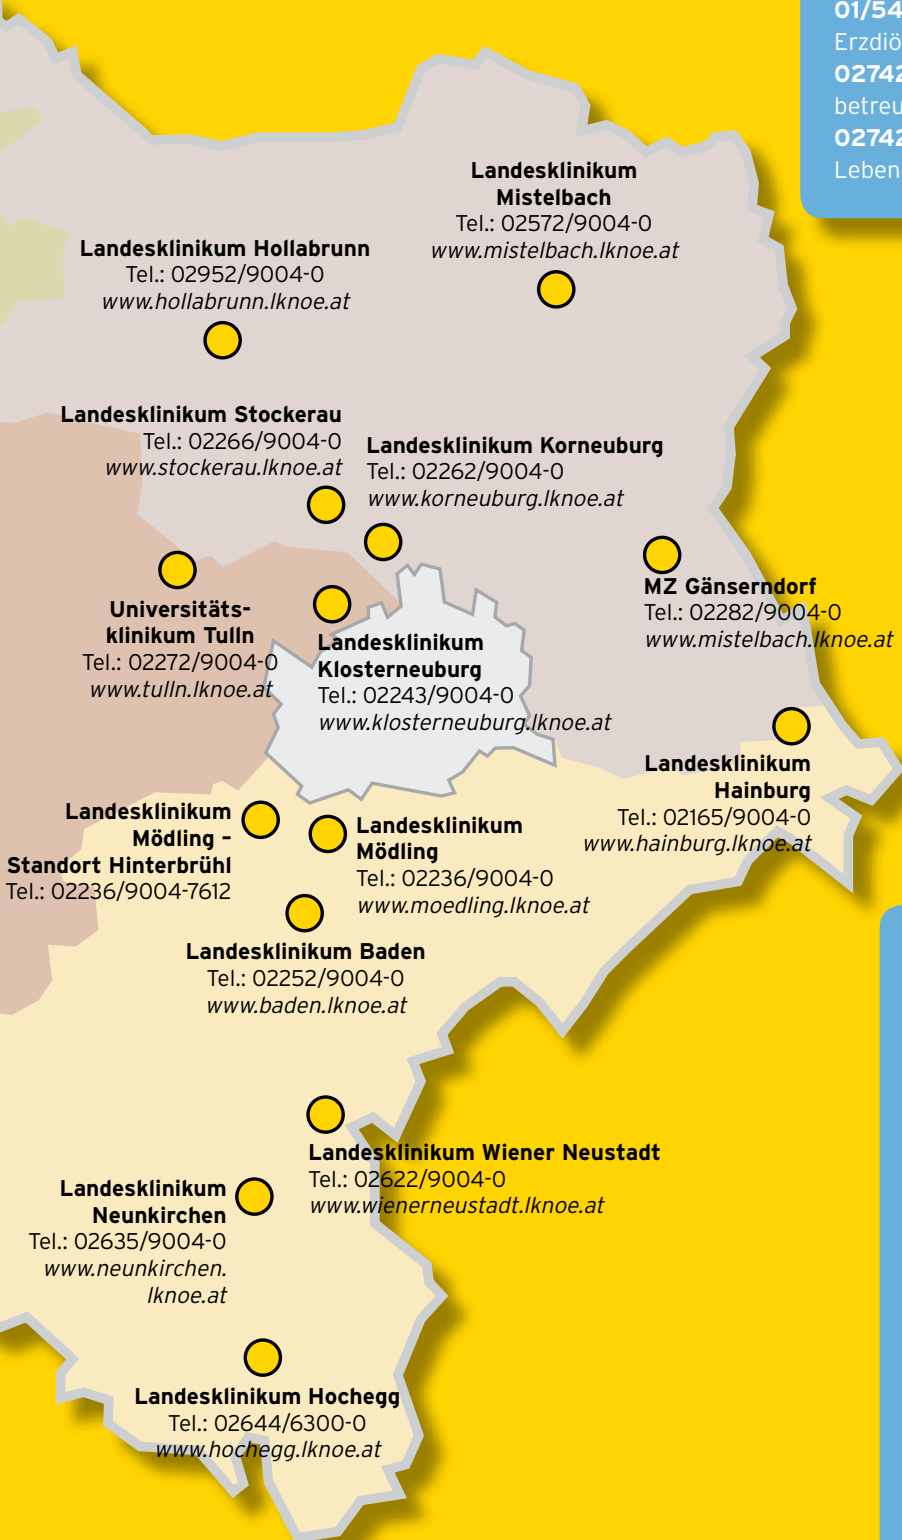 01/54
Erzdiö
02742
betreu
02742
Leben
Landesklinikum
Mistelbach
Tel.: 02572/9004-0
www.mistelbach.lknoe.at
Landesklinikum Hollabrunn
Tel.: 02952/9004-0
www.hollabrunn.lknoe.at
Landesklinikum Stockerau
Tel.: 02266/9004-0
www.stockerau.lknoe.at
Landesklinikum Korneuburg
Tel.: 02262/9004-0
www.korneuburg.lknoe.at
MZ Gänserndorf
Tel.: 02282/9004-0
www.mistelbach.lknoe.at
Universitäts-
klinikum Tulln
Tel.: 02272/9004-0
www.tulln.lknoe.at
Landesklinikum
Klosterneuburg
Tel.: 02243/9004-0
www.klosterneuburg.lknoe.at
Landesklinikum
Hainburg
Tel.: 02165/9004-0
www.hainburg.lknoe.at
Landesklinikum
Mödling –
Standort Hinterbrühl
Tel.: 02236/9004-7612
Landesklinikum
Mödling
Tel.: 02236/9004-0
www.moedling.lknoe.at
Landesklinikum Baden
Tel.: 02252/9004-0
www.baden.lknoe.at
Landesklinikum Wiener Neustadt
Tel.: 02622/9004-0
www.wienerneustadt.lknoe.at
Landesklinikum
Neunkirchen
Tel.: 02635/9004-0
www.neunkirchen.
lknoe.at
Landesklinikum Hochegg
Tel.: 02644/6300-0
www.hochegg.lknoe.at